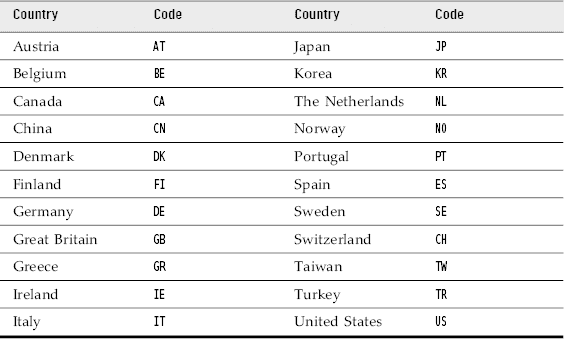 Country Code Country Code
Austria AT Japan JP
Belgium BE Korea KR
Canada CA The Netherlands NL
China CN Norway NO
Denmark DK Portugal PT
Finland FI Spain ES
Germany DE Sweden SE
Great Britain GB Switzerland CH
Greece GR Taiwan TW
Ireland IE Turkey TR
Italy IT United States US